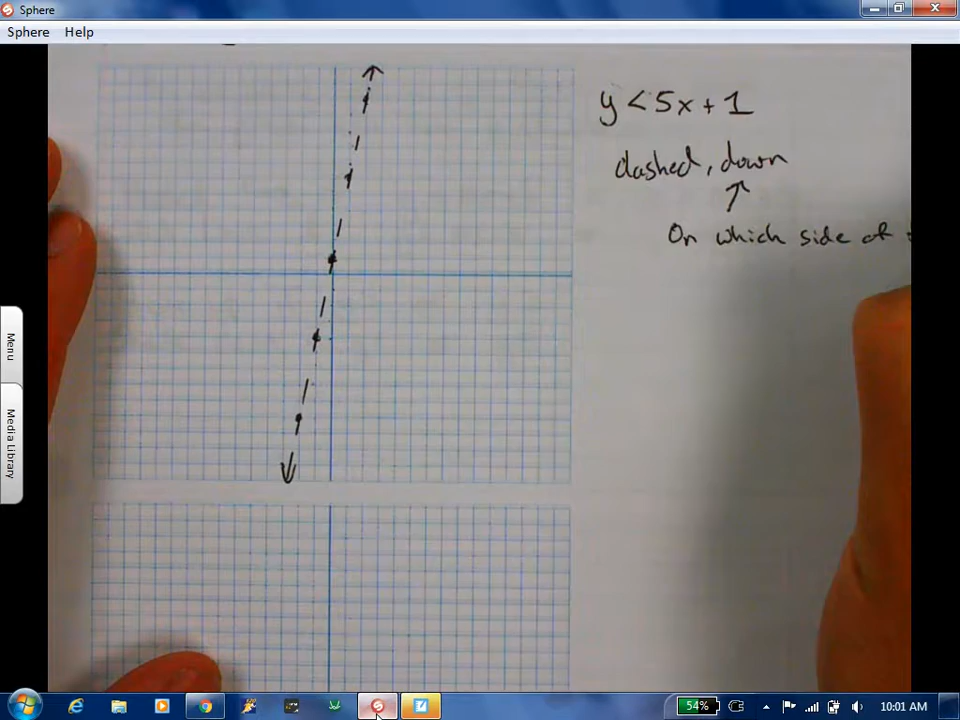 Sphere
Sphere Help
y < 5x + 1
dashed, down
On which side of
Menu
Media Library
54%
10:01 AM